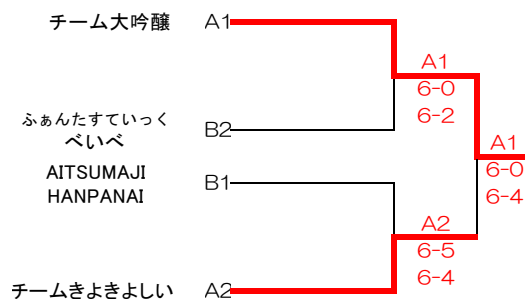 チーム大吟醸 A1
A1
6-0
6-2
ふぁんたすてぃっく
べいべ B2
A1
6-0
6-4
AITSUMAJI
HANPANAI
B1
A2
6-5
6-4
チームきよきよしい A2